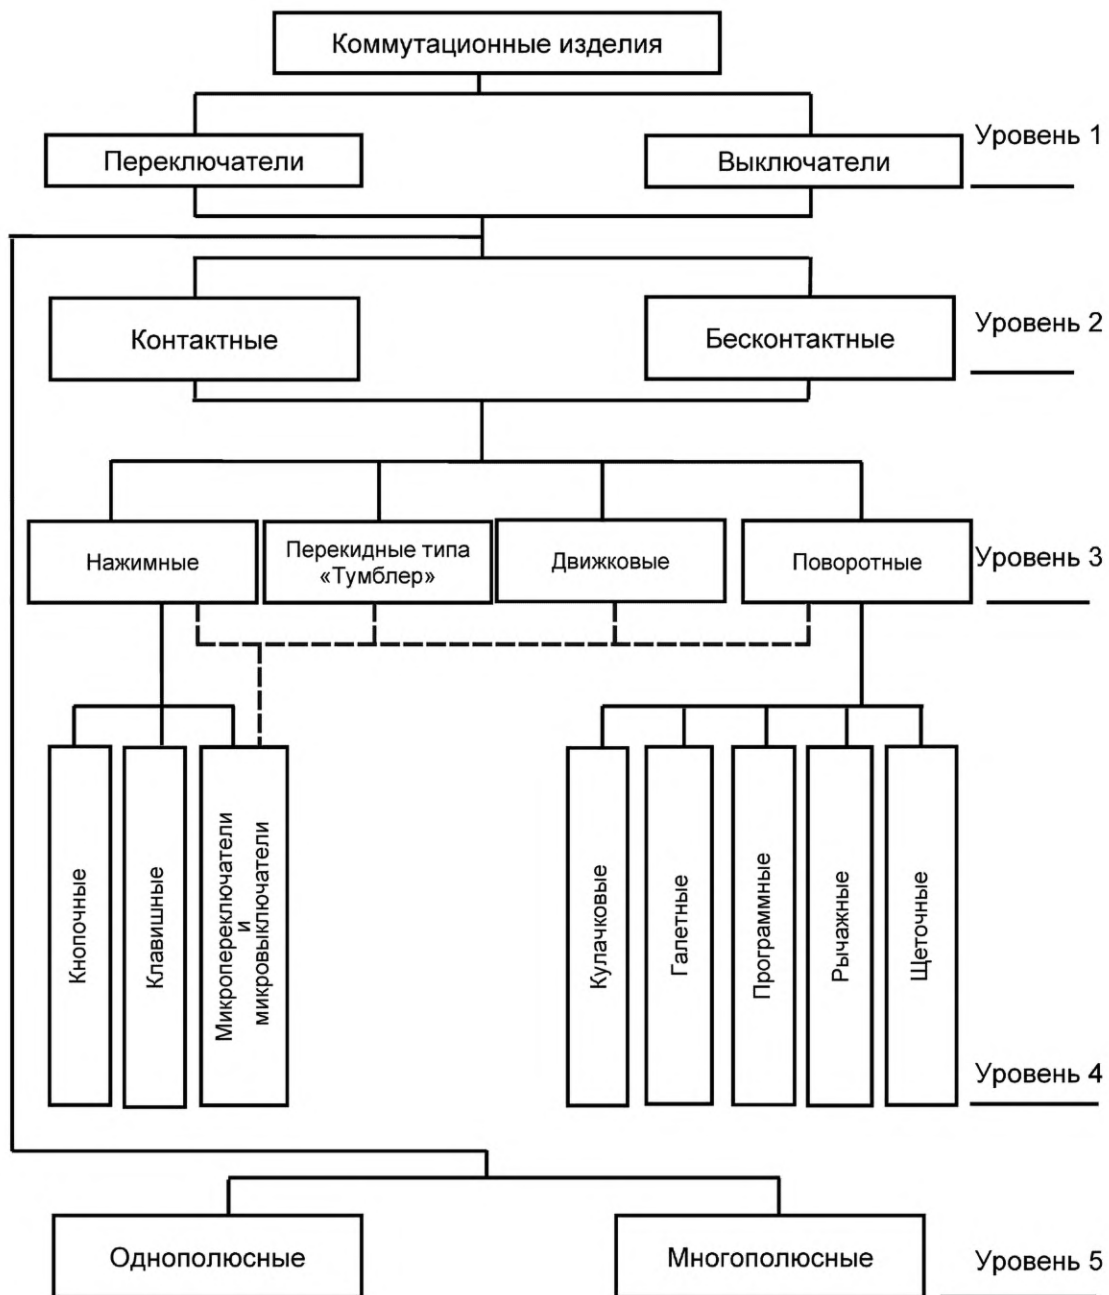 Коммутационные изделия
Уровень 1
Переключатели
Выключатели
Уровень 2
Контактные
Бесконтактные
Уровень 3
Нажимные
Перекидные типа
«Тумблер»
Движковые
Поворотные
Кнопочные
Клавишные
Микропереключатели
и
микровыключатели
Кулачковые
Галетные
Программные
Рычажные
Щеточные
Уровень 4
Однополюсные
Многополюсные
Уровень 5